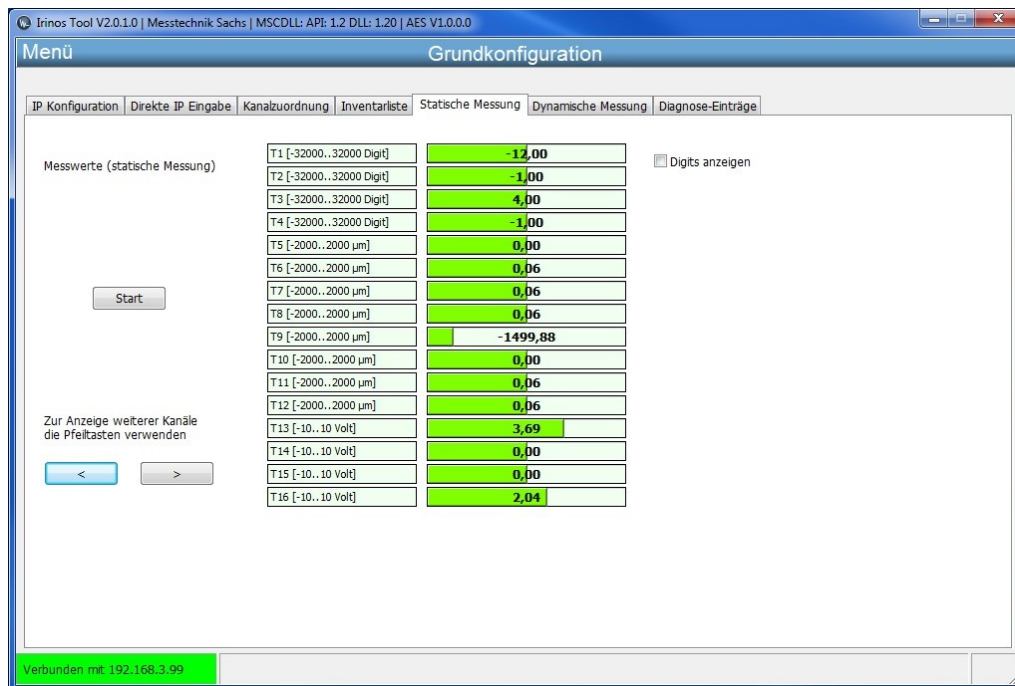 Irinos Tool V2.0.1.0 | Messtechnik Sachs | MSCDLL: API: 1.2 DLL: 1.20 | AES V1.0.0.0
Menü
Grundkonfiguration
IP Konfiguration
Direkte IP Eingabe
Kanalzuordnung
Inventarliste
Statische Messung
Dynamische Messung
Diagnose-Einträge
Messwerte (statische Messung)
Start
Zur Anzeige weiterer Kanäle
die Pfeiltasten verwenden
<
>
T1 [-32000..32000 Digit] -12,00
T2 [-32000..32000 Digit] -1,00
T3 [-32000..32000 Digit] 4,00
T4 [-32000..32000 Digit] -1,00
T5 [-2000..2000 µm] 0,00
T6 [-2000..2000 µm] 0,06
T7 [-2000..2000 µm] 0,06
T8 [-2000..2000 µm] 0,06
T9 [-2000..2000 µm] -1499,88
T10 [-2000..2000 µm] 0,00
T11 [-2000..2000 µm] 0,06
T12 [-2000..2000 µm] 0,06
T13 [-10..10 Volt] 3,69
T14 [-10..10 Volt] 0,00
T15 [-10..10 Volt] 0,00
T16 [-10..10 Volt] 2,04
Digits anzeigen
Verbunden mit 192.168.3.99